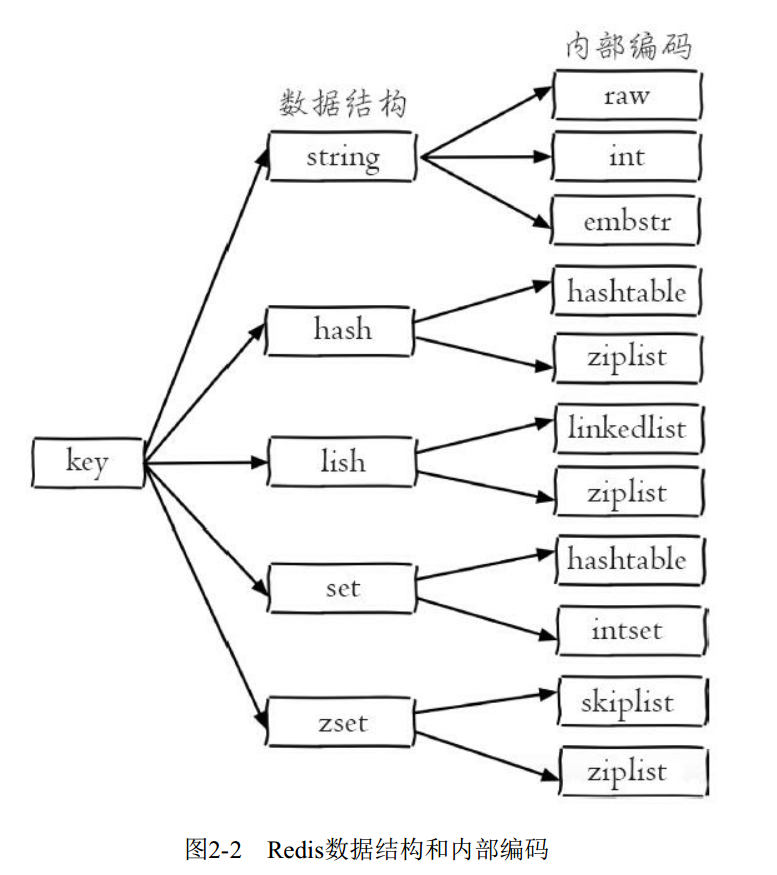 内部编码
数据结构
raw
string
int
embstr
hashtable
hash
ziplist
linkedlist
key
lish
ziplist
hashtable
set
intset
skiplist
zset
ziplist
图2-2 Redis数据结构和内部编码